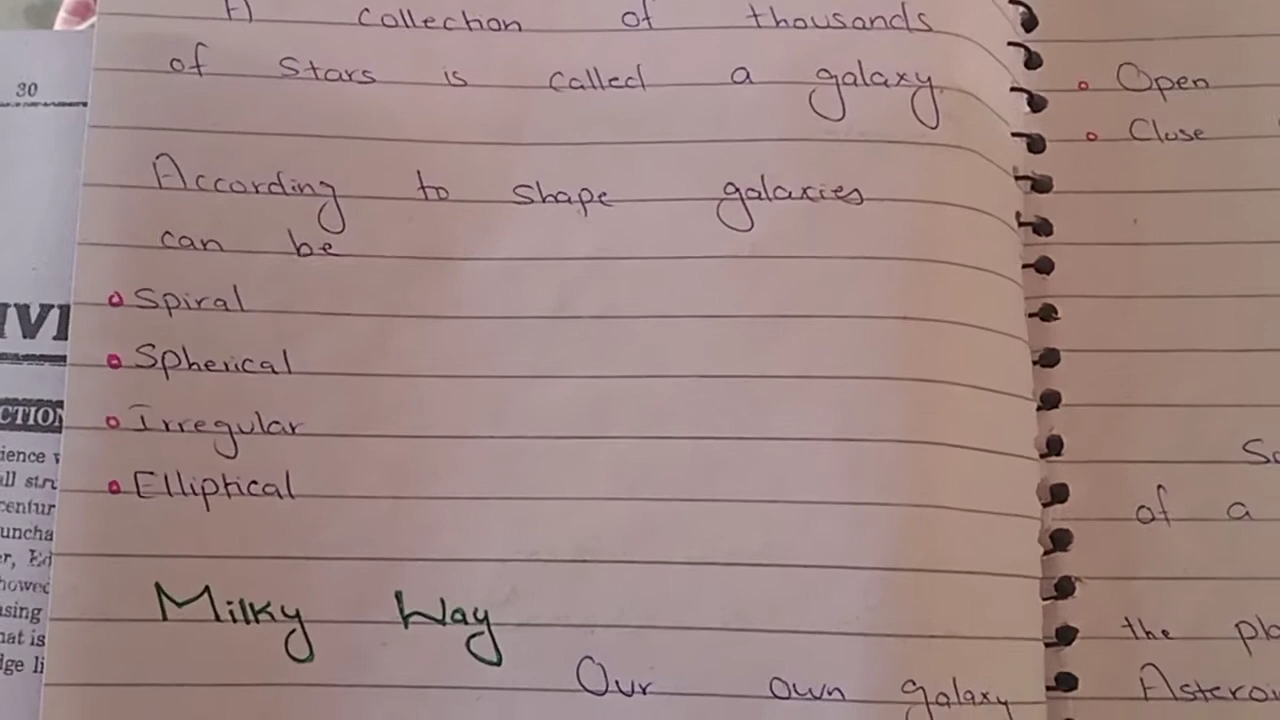 30
A collection of thousands
of stars is called a galaxy.
According to shape galaxies
can be
Spiral
Spherical
Irregular
Elliptical
Milky Way
Our own galaxy
Open
Close
of a
the